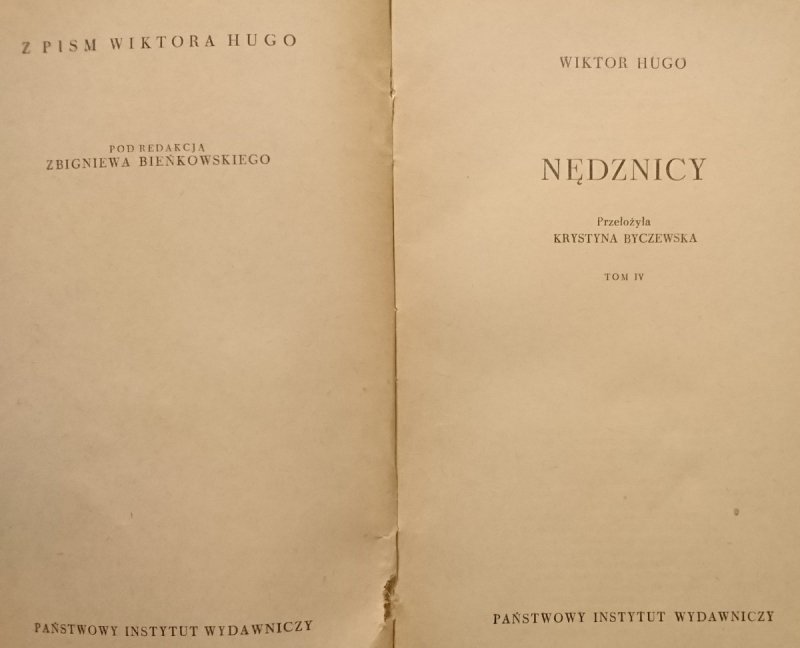 Z PISM WIKTORA HUGO
POD REDAKCJĄ
ZBIGNIEWA BIEŃKOWSKIEGO
PAŃSTWOWY INSTYTUT WYDAWNICZY
WIKTOR HUGO
NĘDZNICY
Przełożyła
KRYSTYNA BYCZEWSKA
TOM IV
PAŃSTWOWY INSTYTUT WYDAWNICZY